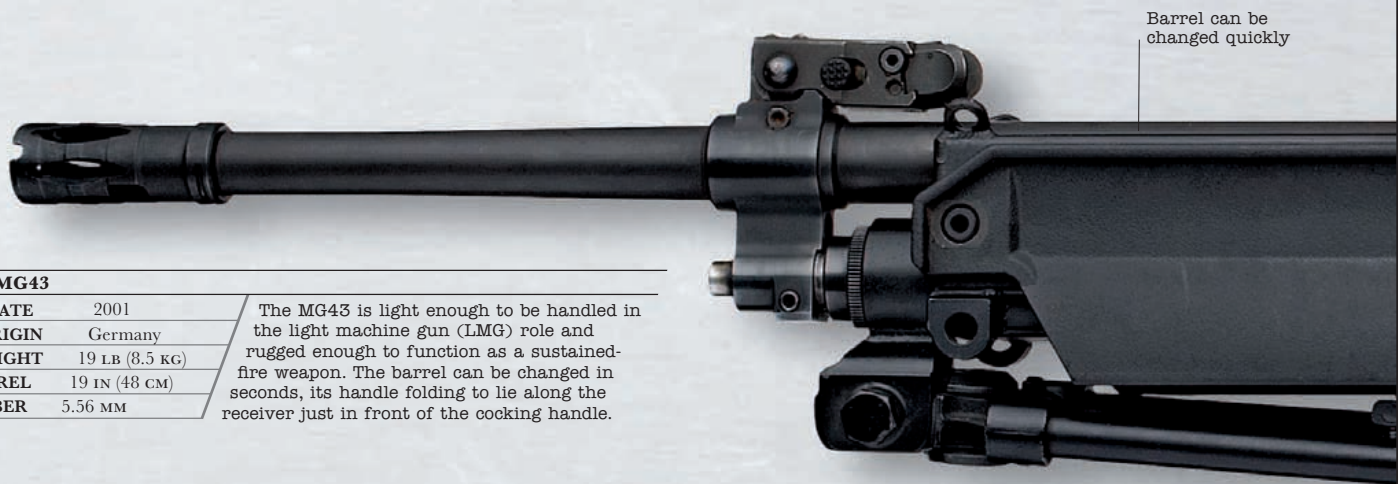 Barrel can be
changed quickly
MG43
ATE 2001
RIGIN Germany
IGHT 19 LB (8.5 KG)
REL 19 IN (48 CM)
BER 5.56 MM
The MG43 is light enough to be handled in
the light machine gun (LMG) role and
rugged enough to function as a sustained-
fire weapon. The barrel can be changed in
seconds, its handle folding to lie along the
receiver just in front of the cocking handle.